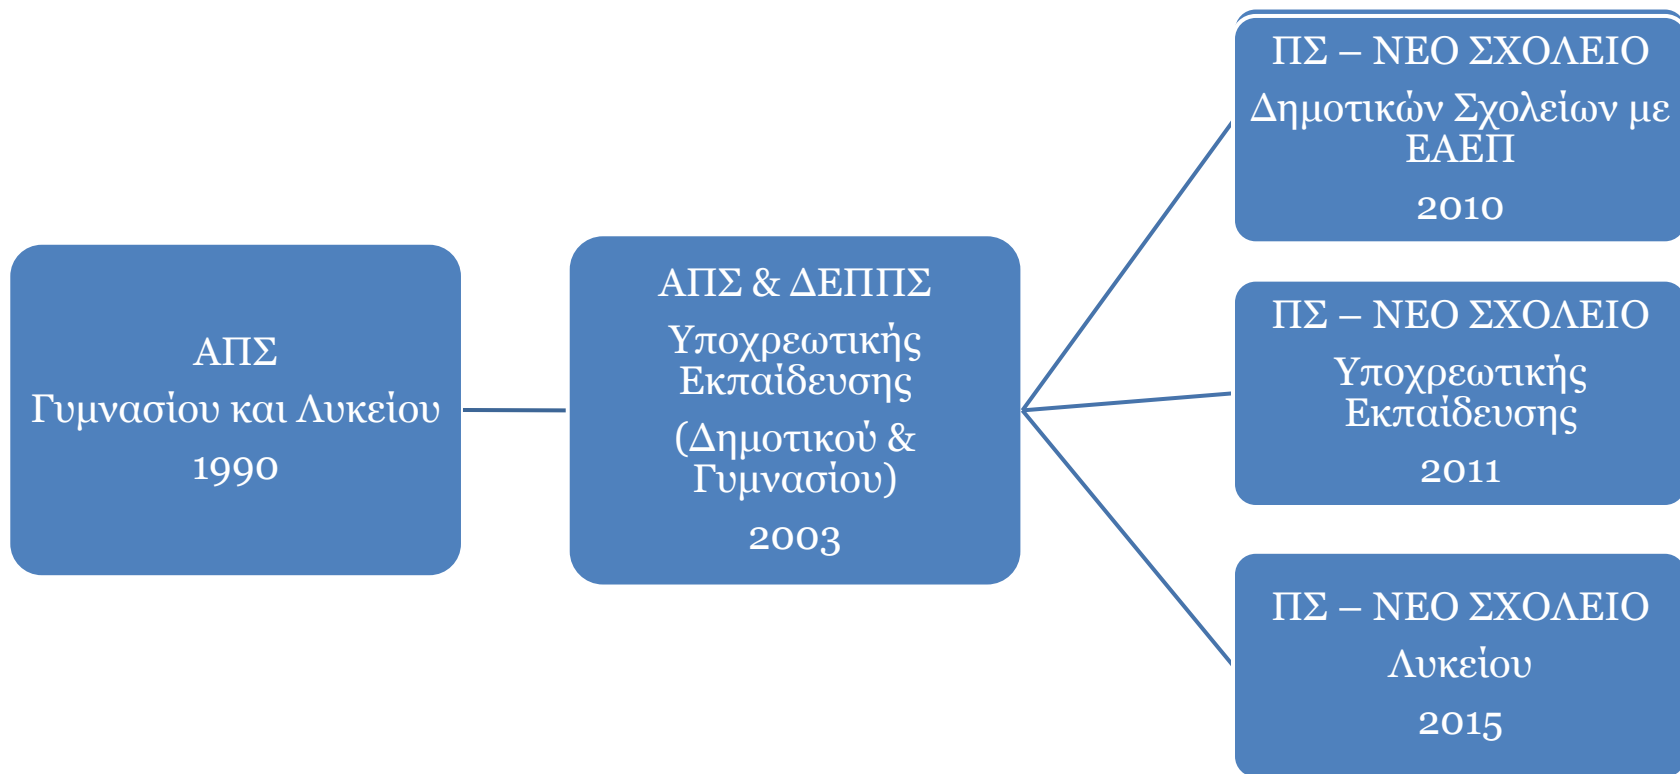 ΑΠΣ
Γυμνασίου και Λυκείου
1990
ΑΠΣ & ΔΕΠΠΣ
Υποχρεωτικής
Εκπαίδευσης
(Δημοτικού &
Γυμνασίου)
2003
ΠΣ – ΝΕΟ ΣΧΟΛΕΙΟ
Δημοτικών Σχολείων με
ΕΑΕΠ
2010
ΠΣ – ΝΕΟ ΣΧΟΛΕΙΟ
Υποχρεωτικής
Εκπαίδευσης
2011
ΠΣ – ΝΕΟ ΣΧΟΛΕΙΟ
Λυκείου
2015